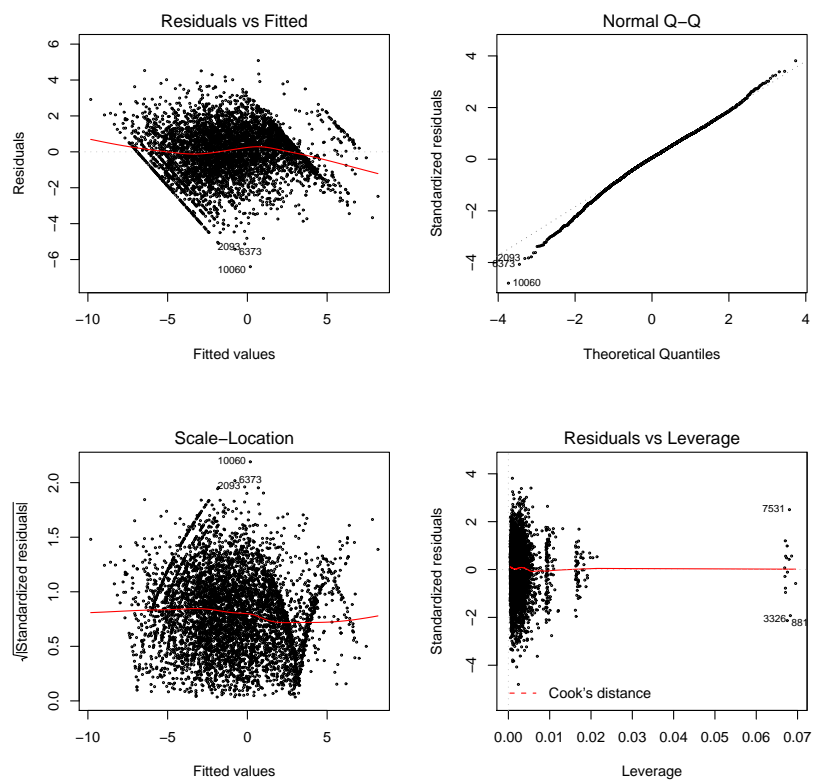 Residuals vs Fitted
Residuals
−6 −4 −2 0 2 4 6
2093
6373
10060
−10 −5 0 5
Fitted values
Normal Q−Q
Standardized residuals
−4 −2 0 2 4
2093
6373
10060
−4 −2 0 2 4
Theoretical Quantiles
Scale−Location
√|Standardized residuals|
0.0 0.5 1.0 1.5 2.0
10060
6373
2093
−10 −5 0 5
Fitted values
Residuals vs Leverage
Standardized residuals
−4 −2 0 2 4
7531
3326
881
Cook's distance
0.00 0.01 0.02 0.03 0.04 0.05 0.06 0.07
Leverage